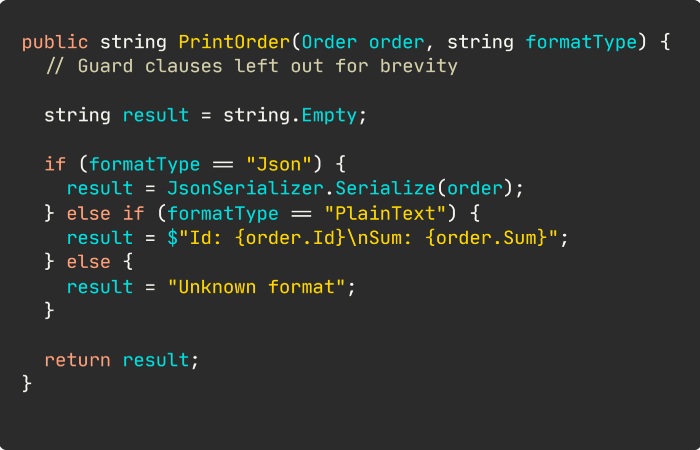 public string PrintOrder(Order order, string formatType) {
  // Guard clauses left out for brevity

  string result = string.Empty;

  if (formatType == "Json") {
    result = JsonSerializer.Serialize(order);
  } else if (formatType == "PlainText") {
    result = $"Id: {order.Id}\nSum: {order.Sum}";
  } else {
    result = "Unknown format";
  }

  return result;
}